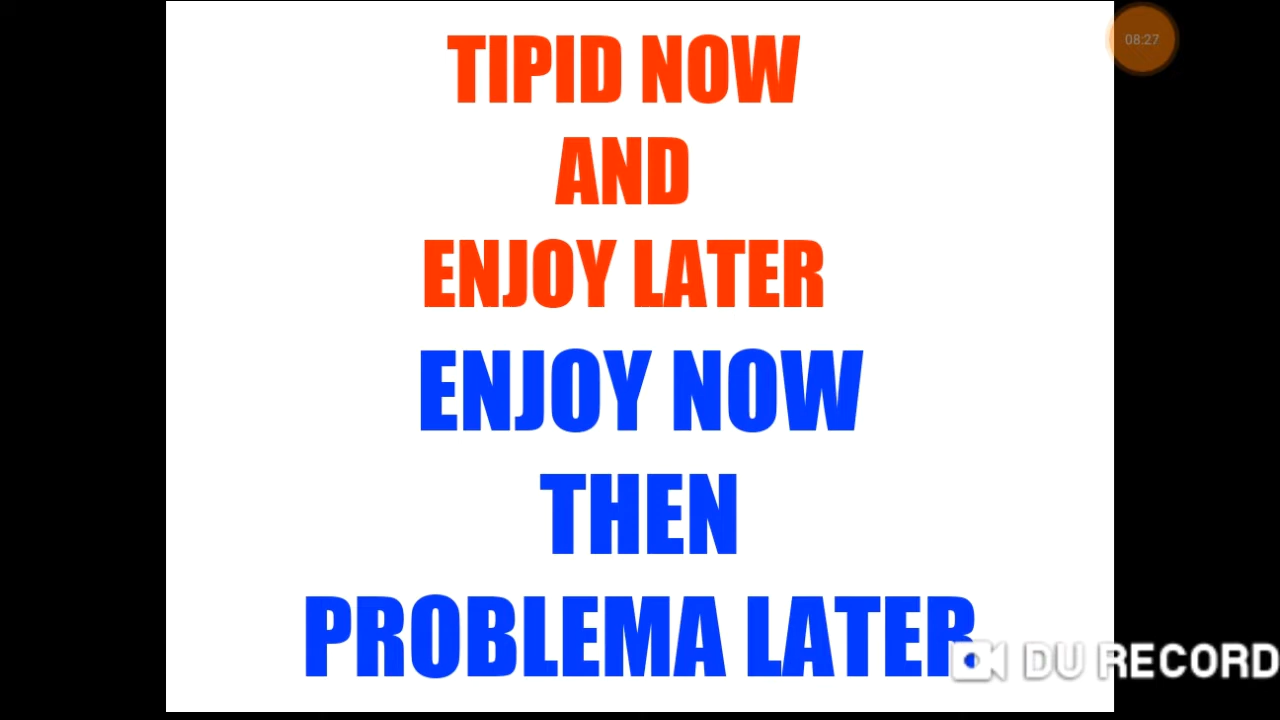 TIPID NOW
08:27
AND
ENJOY LATER
ENJOY NOW
THEN
PROBLEMA LATER
DU RECORD